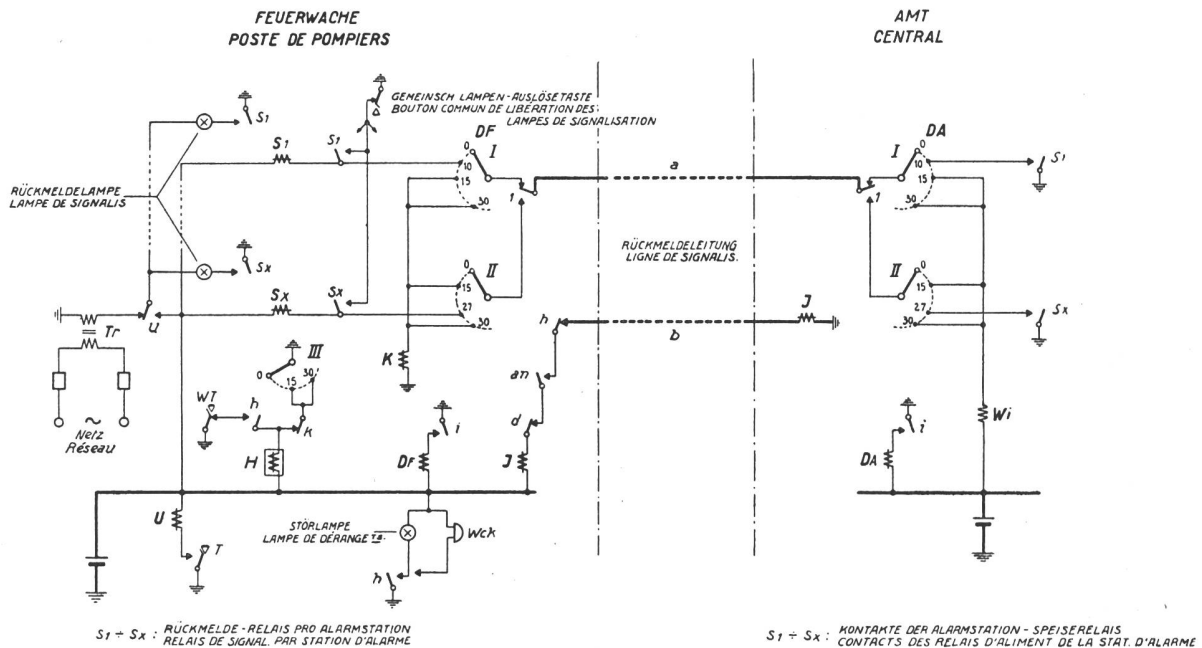 FEUERWACHE
POSTE DE POMPIERS
AMT
CENTRAL
GEMEINSCH LAMPEN-AUSLÖSETASTE
BOUTON COMMUN DE LIBÉRATION DES
LAMPES DE SIGNALISATION
S1
S1
S1
DF
I
0
10
15
30
1
a
DA
I
0
10
15
30
1
S1
RÜCKMELDELAMPE
LAMPE DE SIGNALIS
RÜCKMELDELEITUNG
LIGNE DE SIGNALIS.
Sx
Sx
Sx
II
0
15
27
30
II
0
15
27
30
Sx
U
Tr
h
b
J
K
III
0
15
30
an
WT
h
K
d
i
Wi
~
Netz
Réseau
H
DF
J
DA
i
U
T
STÖRLAMPE
LAMPE DE DÉRANGE TS.
Wck
h
S1 ÷ Sx : RÜCKMELDE-RELAIS PRO ALARMSTATION
RELAIS DE SIGNAL. PAR STATION D'ALARME
S1 ÷ Sx : KONTAKTE DER ALARMSTATION-SPEISERELAIS
CONTACTS DES RELAIS D'ALIMENT DE LA STAT. D'ALARME